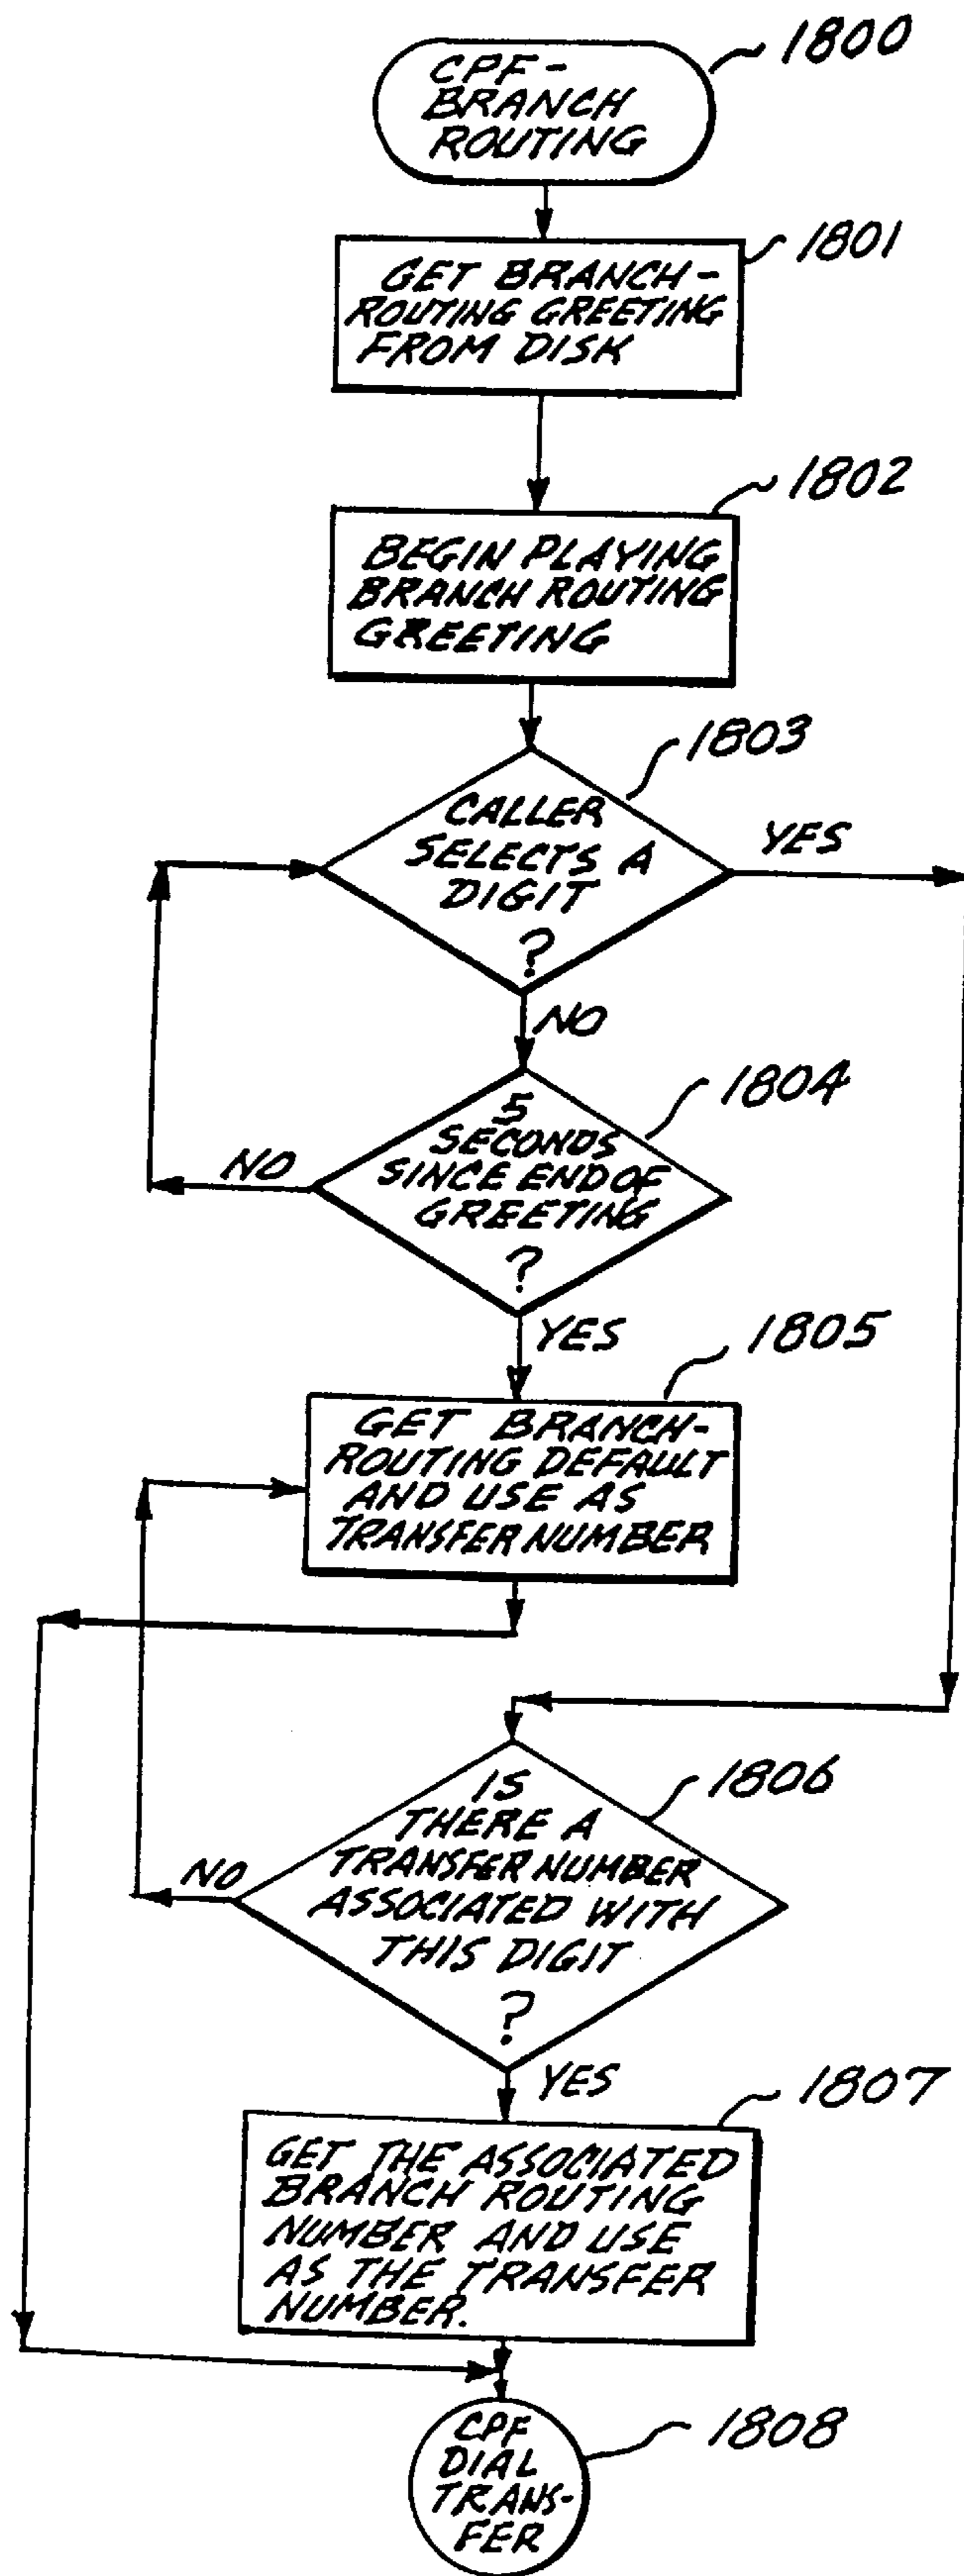 1800
CPF-
BRANCH
ROUTING
1801
GET BRANCH-
ROUTING GREETING
FROM DISK
1802
BEGIN PLAYING
BRANCH ROUTING
GREETING
1803
CALLER
SELECTS A
DIGIT
?
YES
NO
1804
5
SECONDS
SINCE END OF
GREETING
?
NO
YES
1805
GET BRANCH-
ROUTING DEFAULT
AND USE AS
TRANSFER NUMBER
1806
IS
THERE A
TRANSFER NUMBER
ASSOCIATED WITH
THIS DIGIT
?
NO
YES
1807
GET THE ASSOCIATED
BRANCH ROUTING
NUMBER AND USE
AS THE TRANSFER
NUMBER.
1808
CPF
DIAL
TRANS-
FER